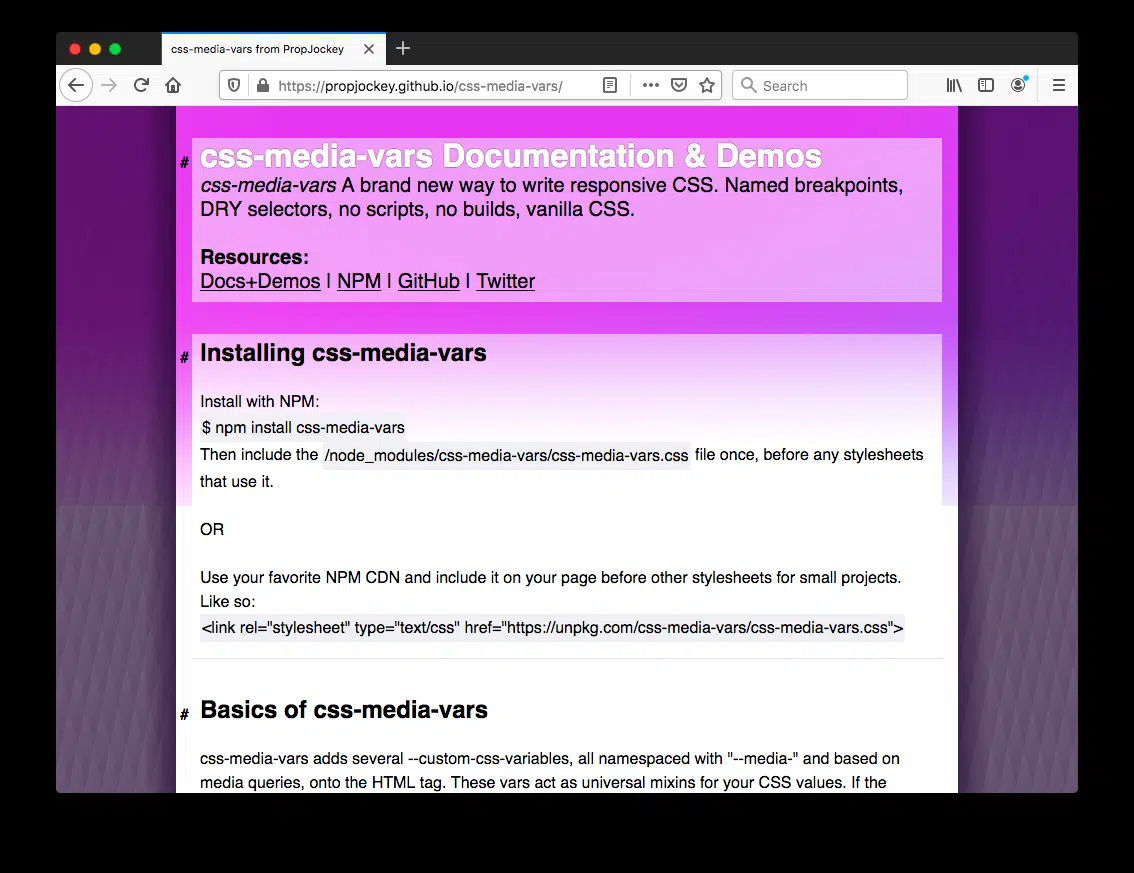 css-media-vars from PropJockey
https://propjockey.github.io/css-media-vars/
Search
# css-media-vars Documentation & Demos
css-media-vars A brand new way to write responsive CSS. Named breakpoints,
DRY selectors, no scripts, no builds, vanilla CSS.
Resources:
Docs+Demos | NPM | GitHub | Twitter
# Installing css-media-vars
Install with NPM:
$ npm install css-media-vars
Then include the /node_modules/css-media-vars/css-media-vars.css file once, before any stylesheets
that use it.
OR
Use your favorite NPM CDN and include it on your page before other stylesheets for small projects.
Like so:
<link rel="stylesheet" type="text/css" href="https://unpkg.com/css-media-vars/css-media-vars.css">
# Basics of css-media-vars
css-media-vars adds several --custom-css-variables, all namespaced with "--media-" and based on
media queries, onto the HTML tag. These vars act as universal mixins for your CSS values. If the